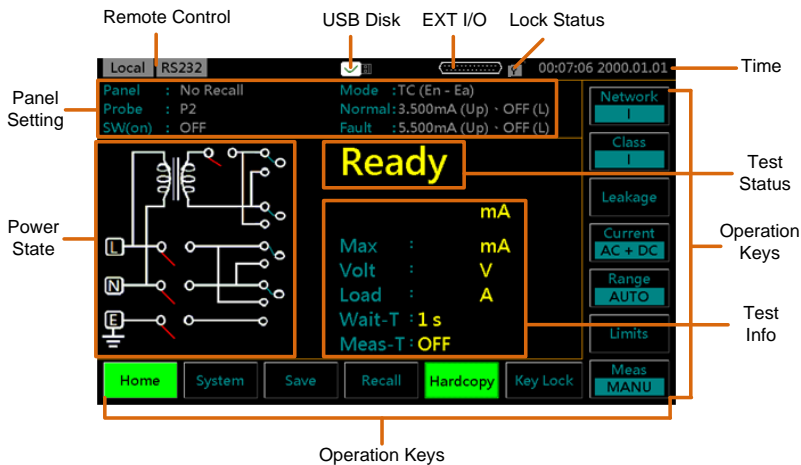 Remote Control
USB Disk
EXT I/O
Lock Status
Local RS232
00:07:06 2000.01.01
Time
Panel Setting
Panel : No Recall
Mode :TC (En - Ea)
Probe : P2
Normal:3.500mA (Up)、OFF (L)
SW(on) : OFF
Fault :5.500mA (Up)、OFF (L)
Network
I
Class
I
Leakage
Current
AC + DC
Range
AUTO
Limits
Meas
MANU
Ready
Test
Status
Power
State
L
N
E
mA
Max : mA
Volt : V
Load : A
Wait-T : 1 s
Meas-T : OFF
Operation
Keys
Test
Info
Home
System
Save
Recall
Hardcopy
Key Lock
Operation Keys